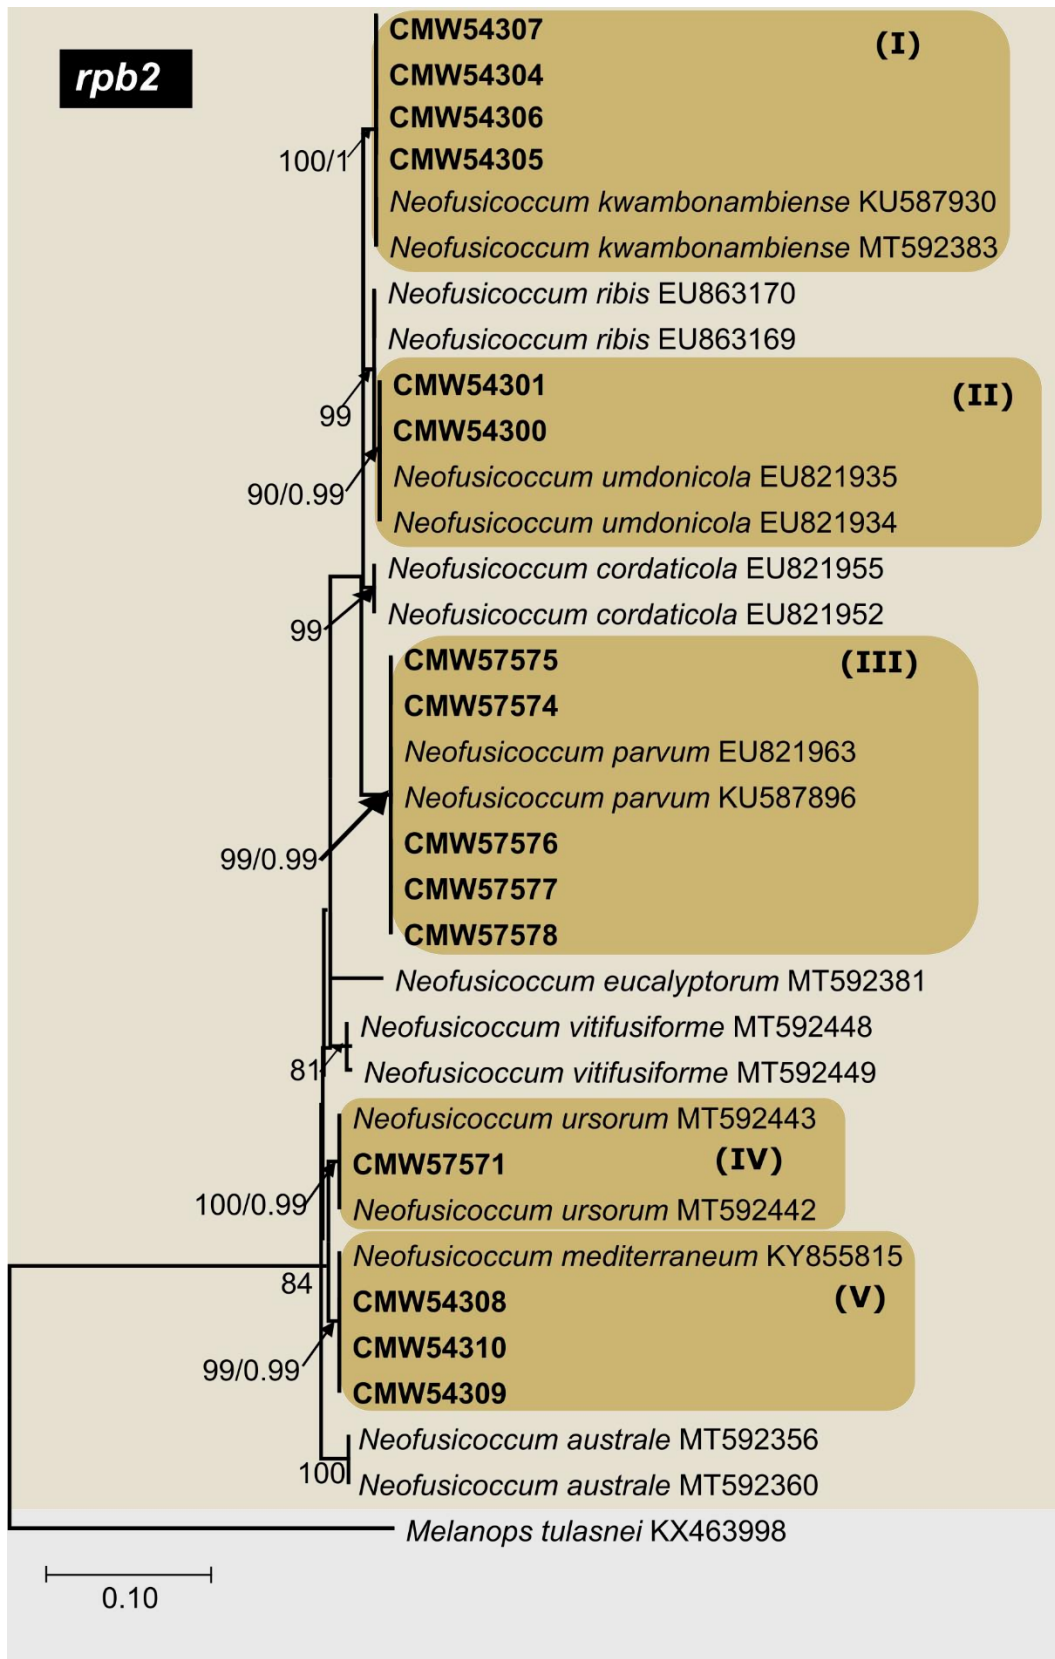 rpb2
CMW54307
(I)
CMW54304
CMW54306
CMW54305
100/1
Neofusicoccum kwambonambiense KU587930
Neofusicoccum kwambonambiense MT592383
Neofusicoccum ribis EU863170
Neofusicoccum ribis EU863169
CMW54301
(II)
99
CMW54300
Neofusicoccum umdonicola EU821935
90/0.99
Neofusicoccum umdonicola EU821934
Neofusicoccum cordaticola EU821955
Neofusicoccum cordaticola EU821952
99
CMW57575
(III)
CMW57574
Neofusicoccum parvum EU821963
Neofusicoccum parvum KU587896
CMW57576
99/0.99
CMW57577
CMW57578
Neofusicoccum eucalyptorum MT592381
Neofusicoccum vitifusiforme MT592448
81
Neofusicoccum vitifusiforme MT592449
Neofusicoccum ursorum MT592443
CMW57571
(IV)
100/0.99
Neofusicoccum ursorum MT592442
Neofusicoccum mediterraneum KY855815
84
CMW54308
(V)
CMW54310
99/0.99
CMW54309
Neofusicoccum australe MT592356
100
Neofusicoccum australe MT592360
Melanops tulasnei KX463998
0.10